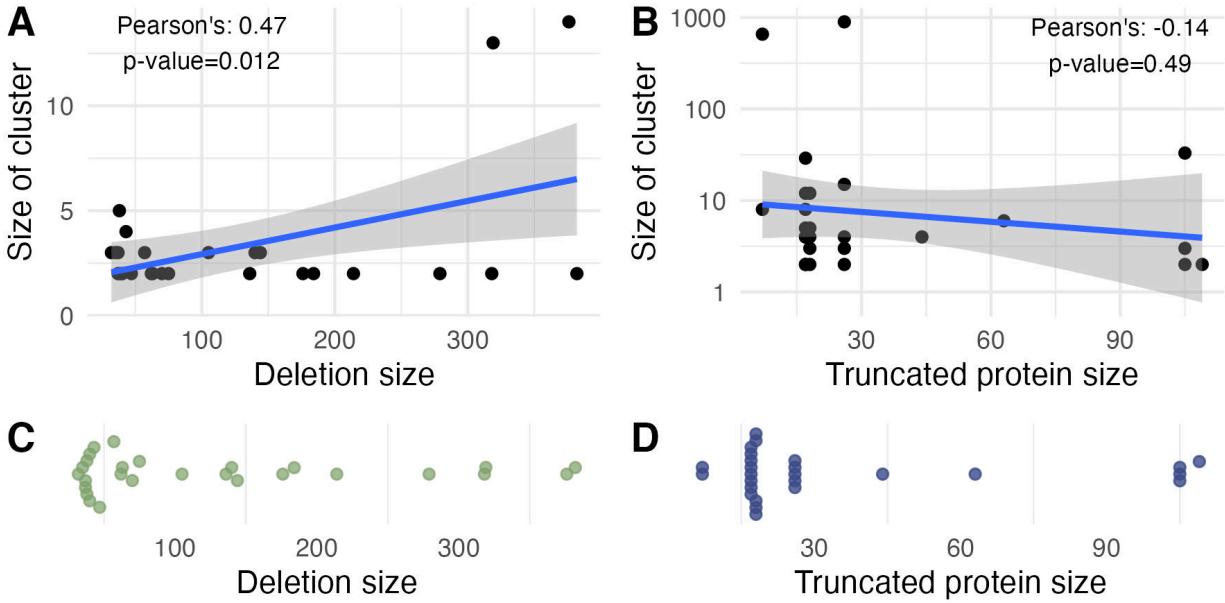 A
Pearson's: 0.47
p-value=0.012
Size of cluster
10
5
0
100
200
300
Deletion size
B
Pearson's: -0.14
p-value=0.49
Size of cluster
1000
100
10
1
30
60
90
Truncated protein size
C
100
200
300
Deletion size
D
30
60
90
Truncated protein size